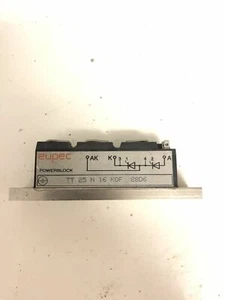 eupec
AK K A
POWERBLOCK
TT 25 N 16 KOF